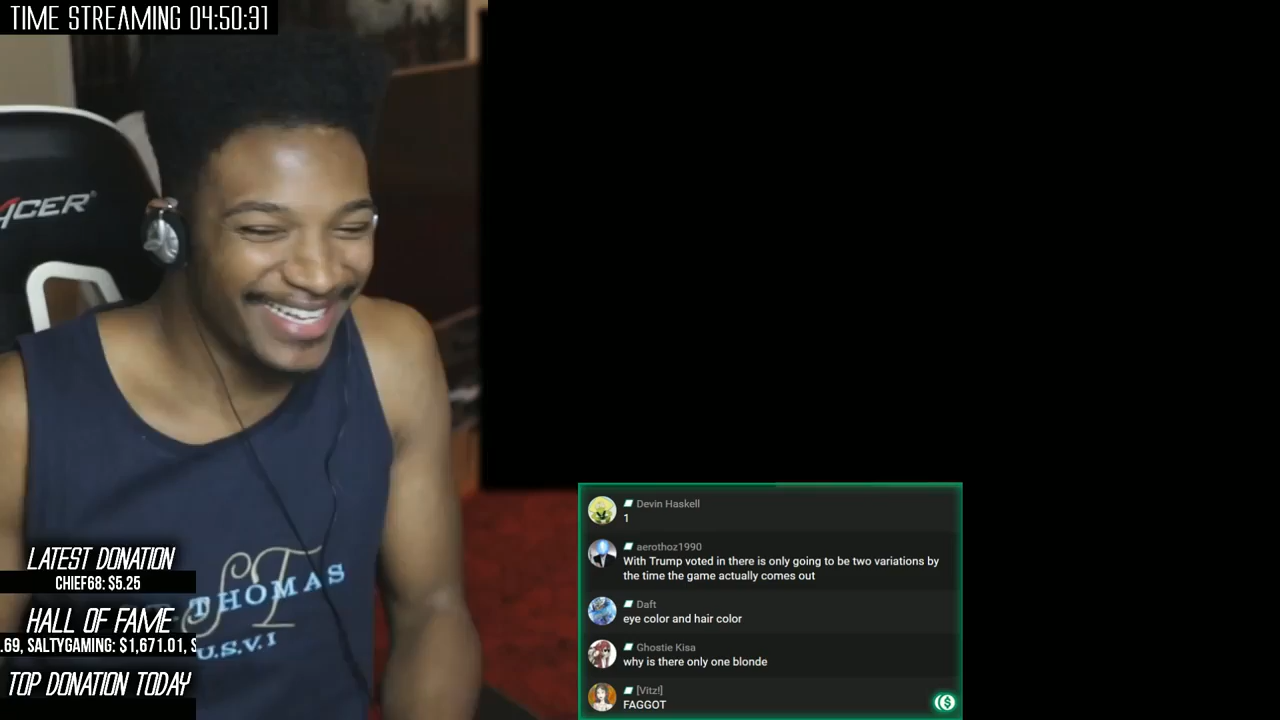 TIME STREAMING 04:50:31
ACER®
LATEST DONATION
CHIEF68: $5.25
HALL OF FAME
.69, SALTYGAMING: $1,671.01, $
TOP DONATION TODAY
ST
THOMAS
U.S.V.I
Devin Haskell
1
aerothoz1990
With Trump voted in there is only going to be two variations by
the time the game actually comes out
Daft
eye color and hair color
Ghostie Kisa
why is there only one blonde
[Vitz!]
FAGGOT